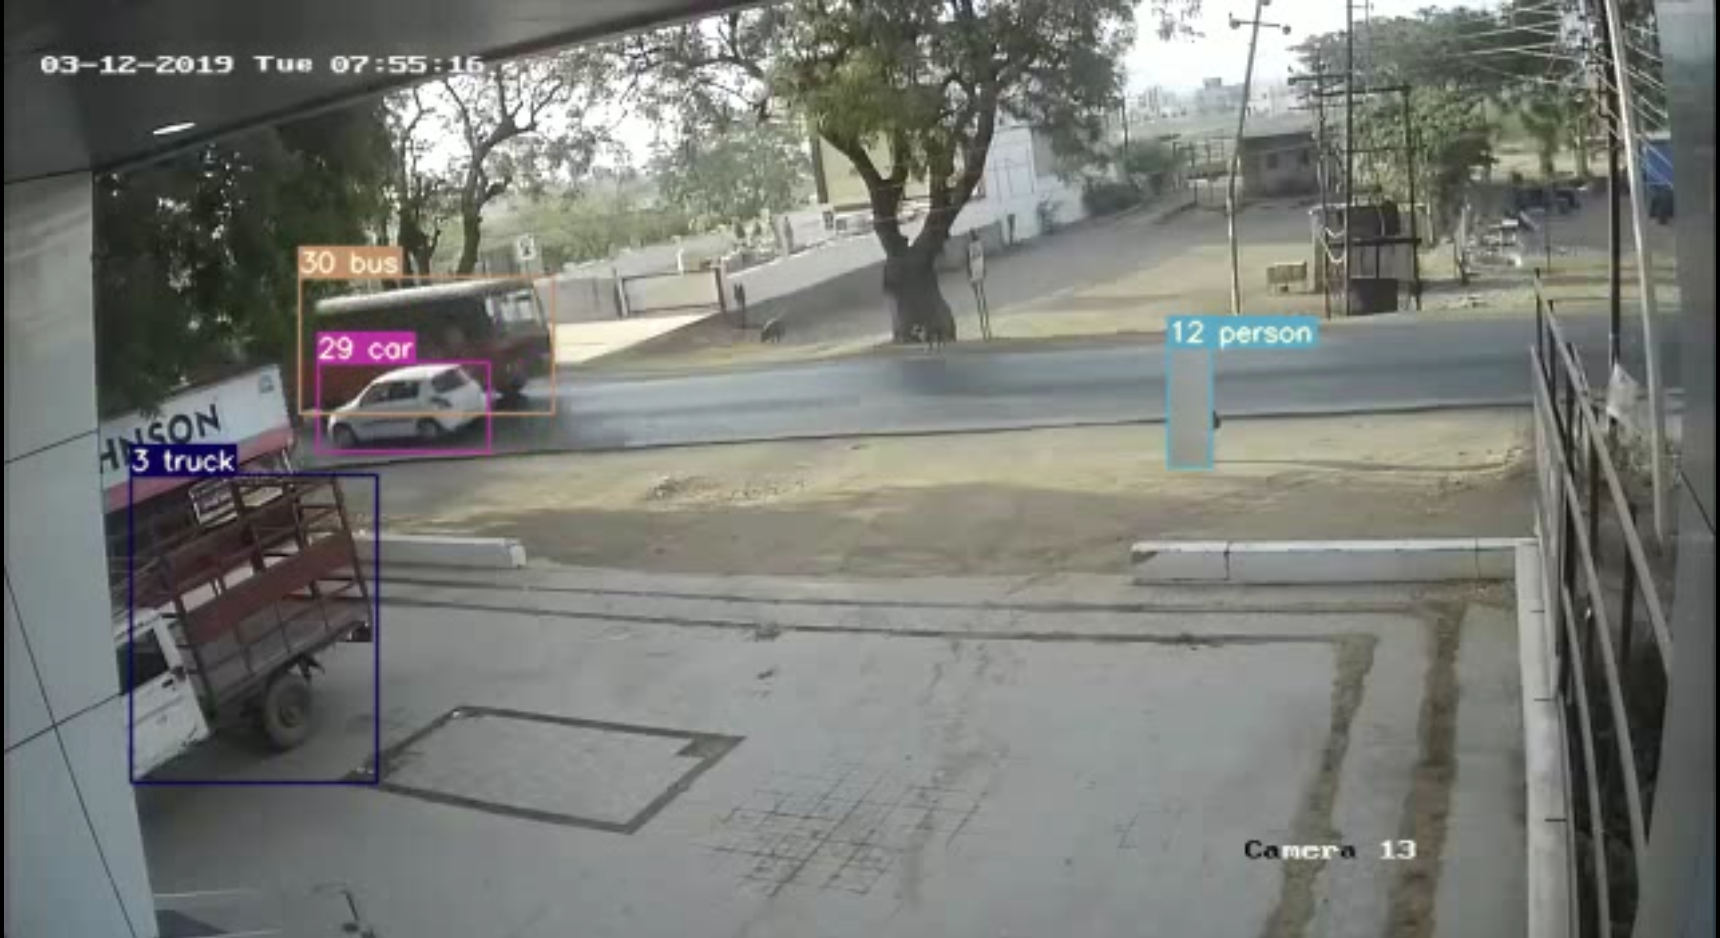 03-12-2019 Tue 07:55:16
30 bus
12 person
29 car
HNSON
3 truck
Camera 13